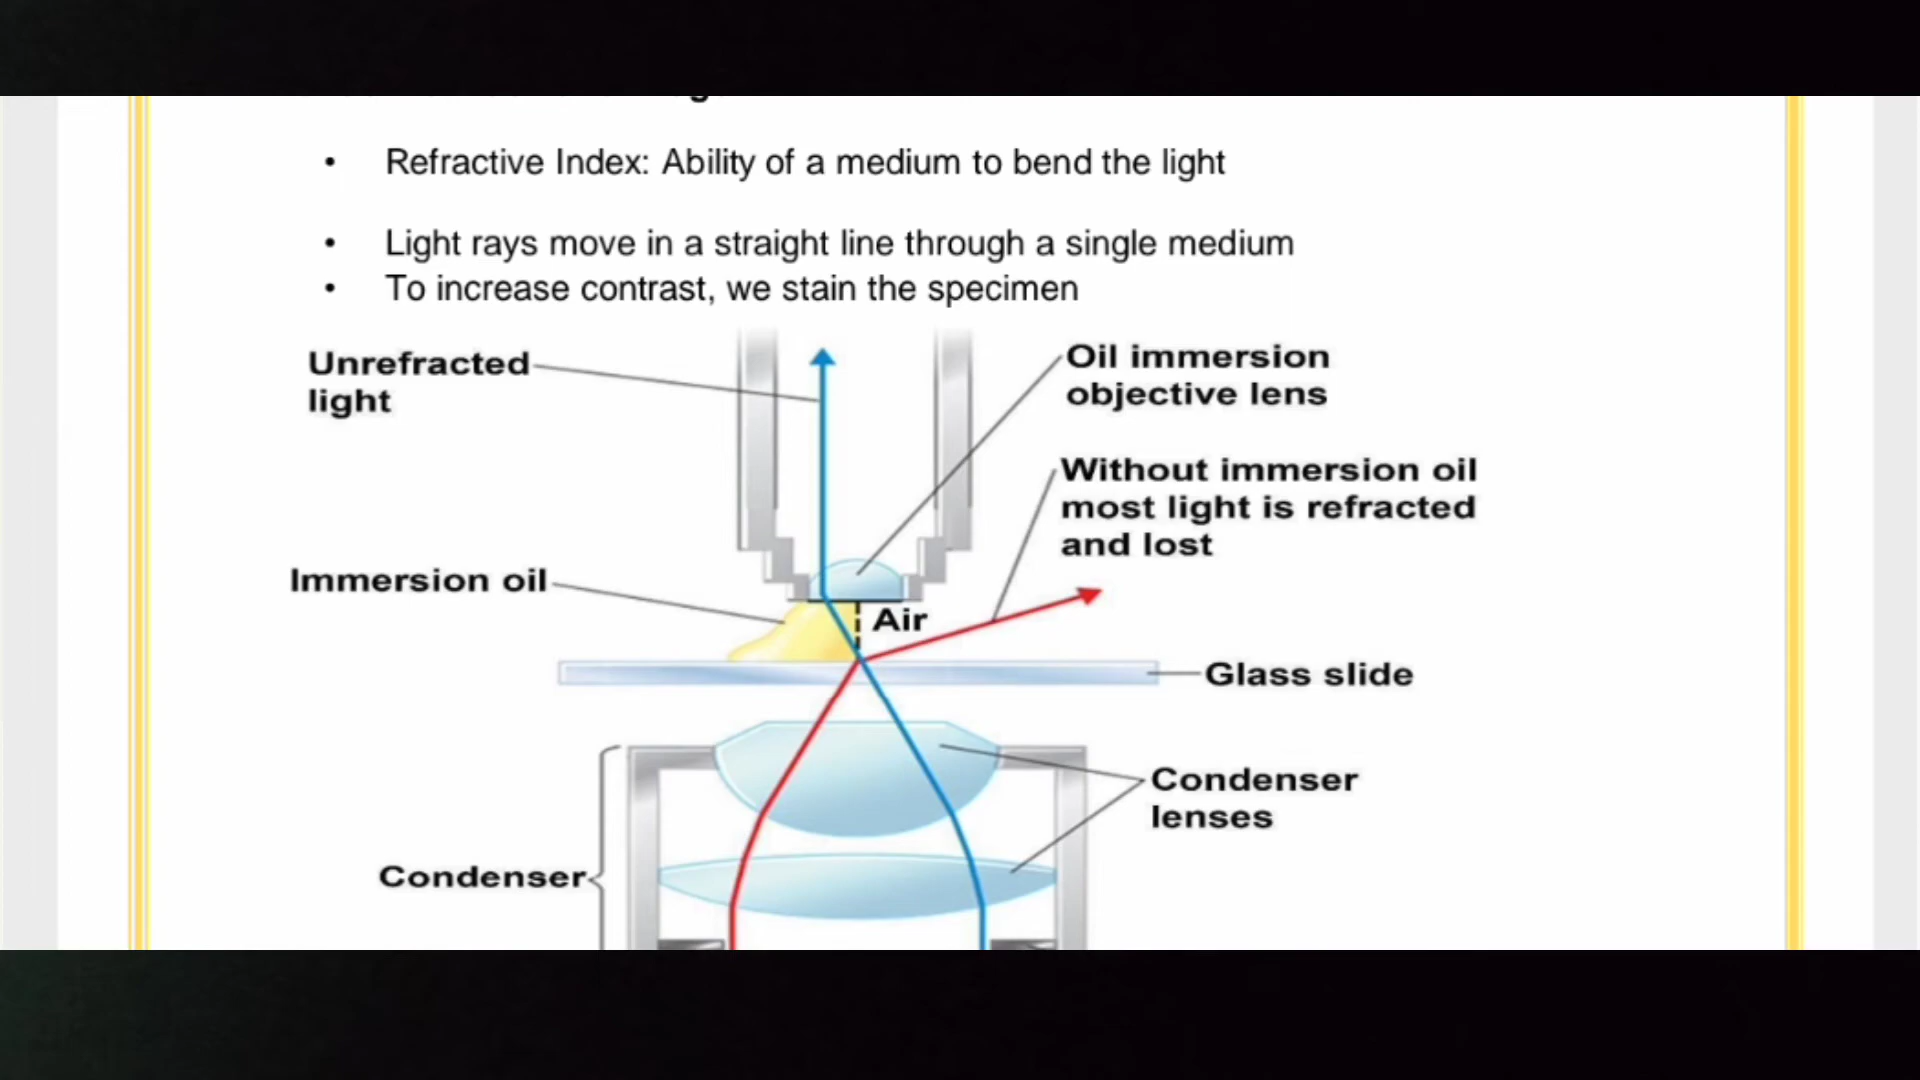 • Refractive Index: Ability of a medium to bend the light
• Light rays move in a straight line through a single medium
• To increase contrast, we stain the specimen
Unrefracted
light
Oil immersion
objective lens
Without immersion oil
most light is refracted
and lost
Immersion oil
Air
Glass slide
Condenser
lenses
Condenser